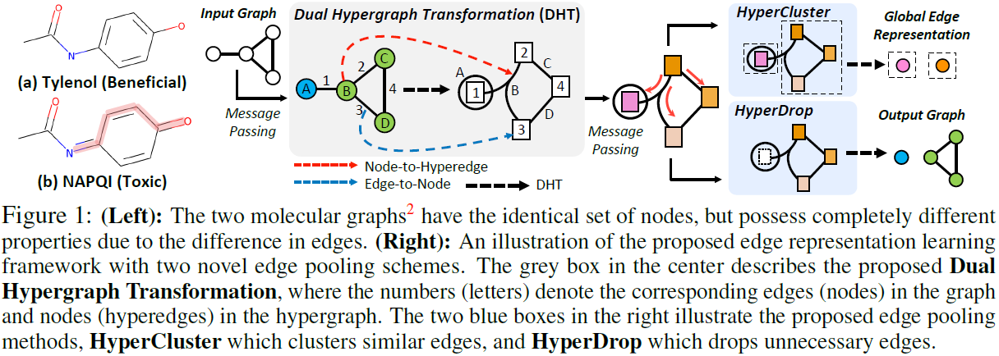 Input Graph
Dual Hypergraph Transformation (DHT)
HyperCluster
Global Edge
Representation
O
N
O
(a) Tylenol (Beneficial)
O
N
O
(b) NAPQI (Toxic)
Message
Passing
A
1
B
2
C
3
4
D
A
1
B
2
C
3
4
D
Node-to-Hyperedge
Edge-to-Node
DHT
Message
Passing
HyperDrop
Output Graph
Figure 1: (Left): The two molecular graphs2 have the identical set of nodes, but possess completely different
properties due to the difference in edges. (Right): An illustration of the proposed edge representation learning
framework with two novel edge pooling schemes. The grey box in the center describes the proposed Dual
Hypergraph Transformation, where the numbers (letters) denote the corresponding edges (nodes) in the graph
and nodes (hyperedges) in the hypergraph. The two blue boxes in the right illustrate the proposed edge pooling
methods, HyperCluster which clusters similar edges, and HyperDrop which drops unnecessary edges.